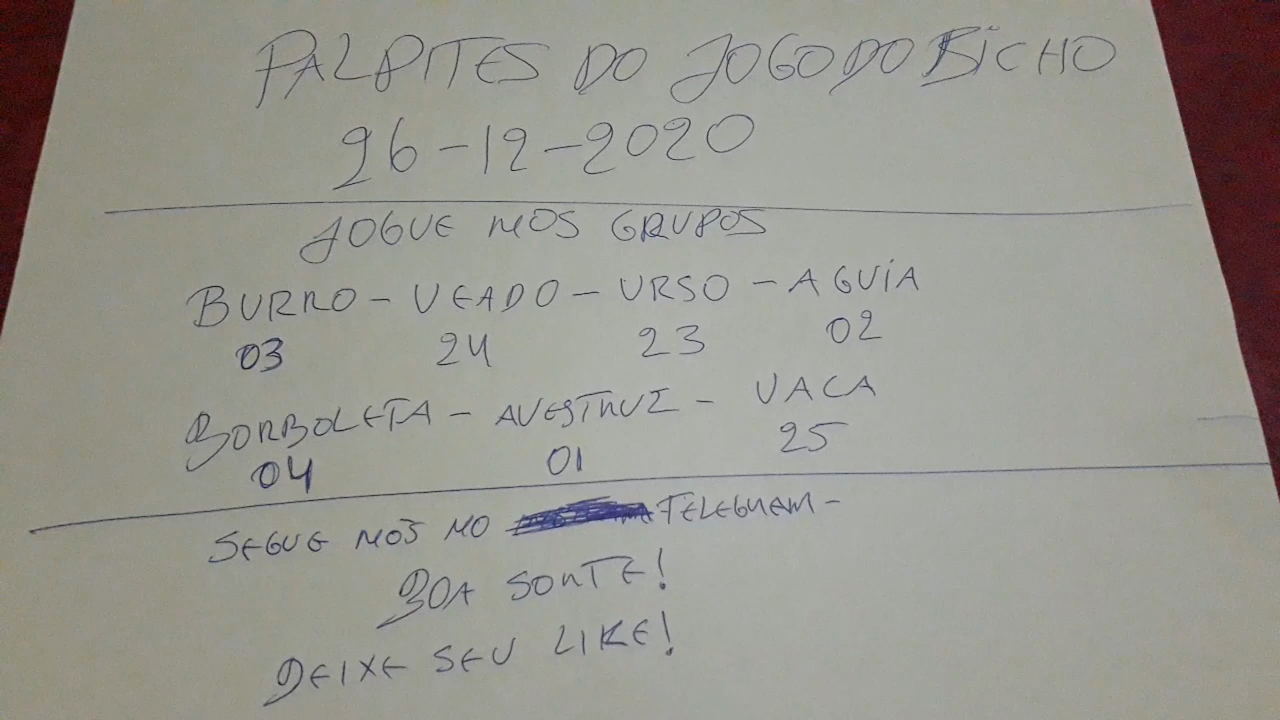 PALPITES DO JOGO DO BICHO
26-12-2020
JOGUE NOS GRUPOS
BURRO - VEADO - URSO - AGUIA
03 24 23 02
BORBOLETA - AVESTRUZ - VACA
04 01 25
SEGUE NOS NO TELEGRAM -
BOA SORTE!
DEIXE SEU LIKE!